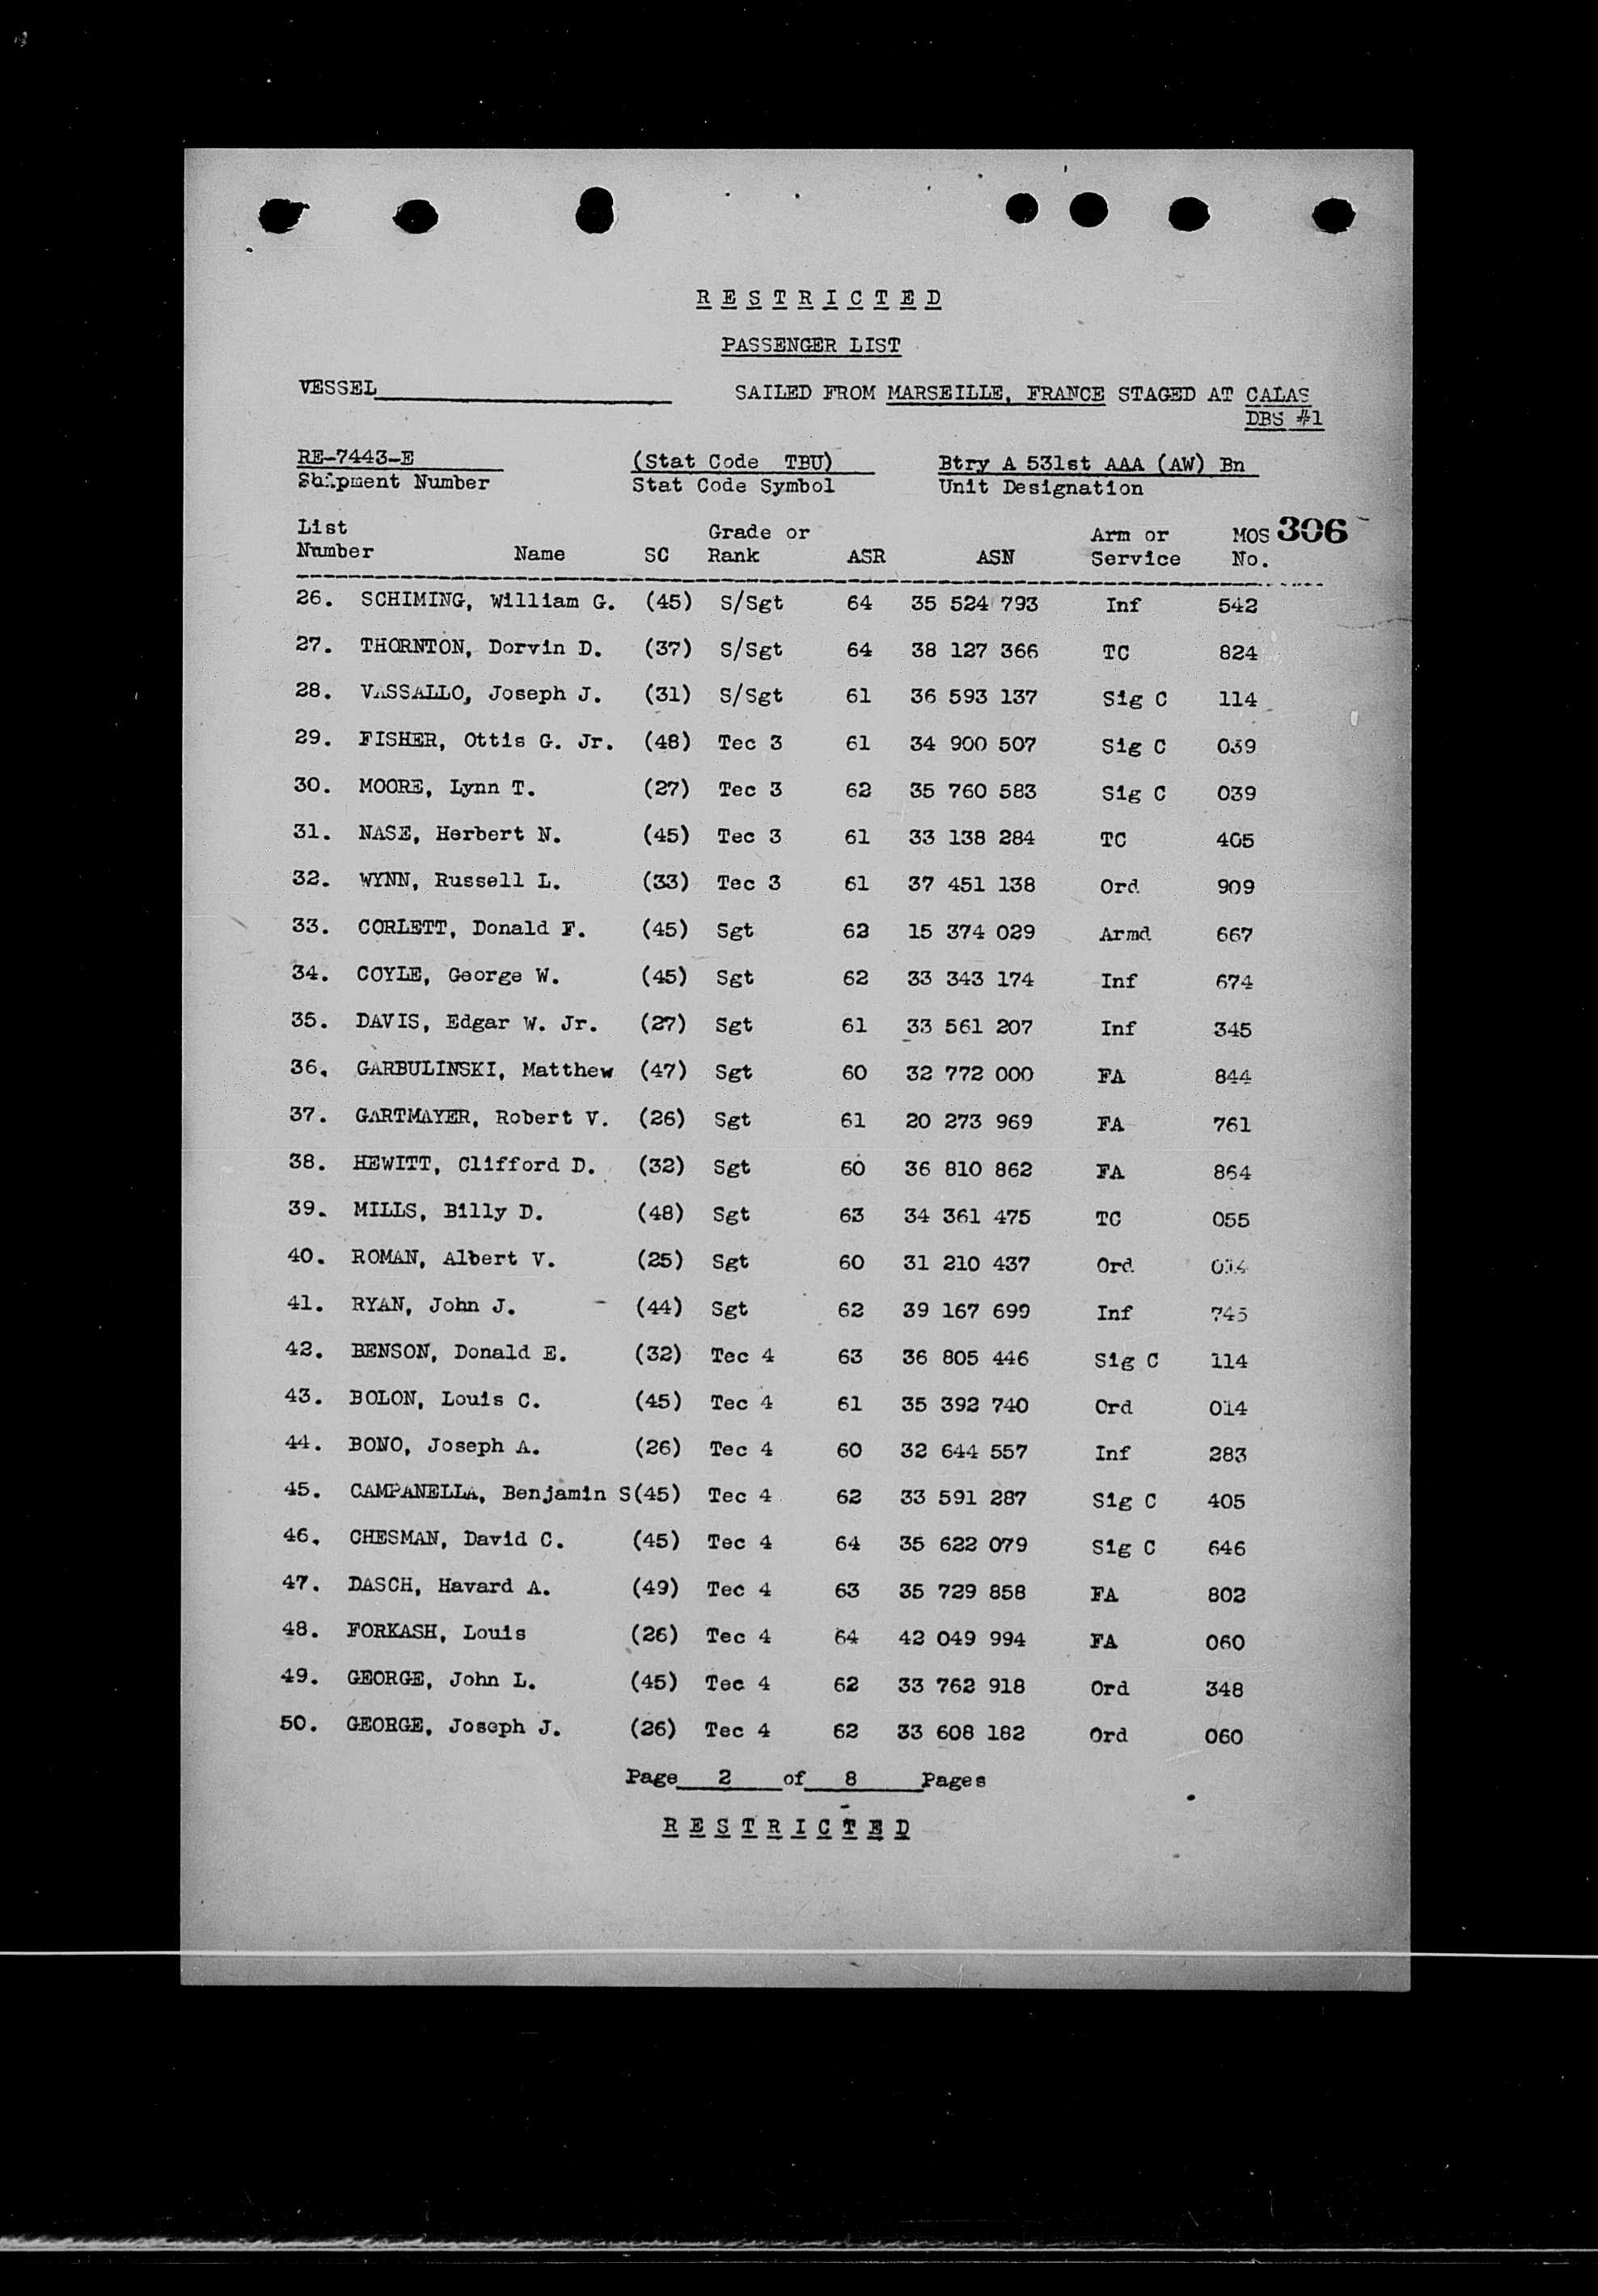 R E S T R I C T E D
PASSENGER LIST
VESSEL SAILED FROM MARSEILLE, FRANCE STAGED AT CALAS
DBS #1
RE-7443-E (Stat Code TBU) Btry A 531st AAA (AW) Bn
Shipment Number Stat Code Symbol Unit Designation
List Grade or Arm or MOS 306
Number Name SC Rank ASR ASN Service No.
26. SCHIMING, William G. (45) S/Sgt 64 35 524 793 Inf 542
27. THORNTON, Dorvin D. (37) S/Sgt 64 38 127 366 TC 824
28. VASSALLO, Joseph J. (31) S/Sgt 61 36 593 137 Sig C 114
29. FISHER, Ottis G. Jr. (48) Tec 3 61 34 900 507 Sig C 039
30. MOORE, Lynn T. (27) Tec 3 62 35 760 583 Sig C 039
31. NASE, Herbert N. (45) Tec 3 61 33 138 284 TC 405
32. WYNN, Russell L. (33) Tec 3 61 37 451 138 Ord 909
33. CORLETT, Donald F. (45) Sgt 62 15 374 029 Armd 667
34. COYLE, George W. (45) Sgt 62 33 343 174 Inf 674
35. DAVIS, Edgar W. Jr. (27) Sgt 61 33 561 207 Inf 345
36. GARBULINSKI, Matthew (47) Sgt 60 32 772 000 FA 844
37. GARTMAYER, Robert V. (26) Sgt 61 20 273 969 FA 761
38. HEWITT, Clifford D. (32) Sgt 60 36 810 862 FA 864
39. MILLS, Billy D. (48) Sgt 63 34 361 475 TC 055
40. ROMAN, Albert V. (25) Sgt 60 31 210 437 Ord 014
41. RYAN, John J. (44) Sgt 62 39 167 699 Inf 745
42. BENSON, Donald E. (32) Tec 4 63 36 805 446 Sig C 114
43. BOLON, Louis C. (45) Tec 4 61 35 392 740 Ord 014
44. BONO, Joseph A. (26) Tec 4 60 32 644 557 Inf 283
45. CAMPANELLA, Benjamin S(45) Tec 4 62 33 591 287 Sig C 405
46. CHESMAN, David C. (45) Tec 4 64 35 622 079 Sig C 646
47. DASCH, Havard A. (49) Tec 4 63 35 729 858 FA 802
48. FORKASH, Louis (26) Tec 4 64 42 049 994 FA 060
49. GEORGE, John L. (45) Tec 4 62 33 762 918 Ord 348
50. GEORGE, Joseph J. (26) Tec 4 62 33 608 182 Ord 060
Page 2 of 8 Pages
R E S T R I C T E D